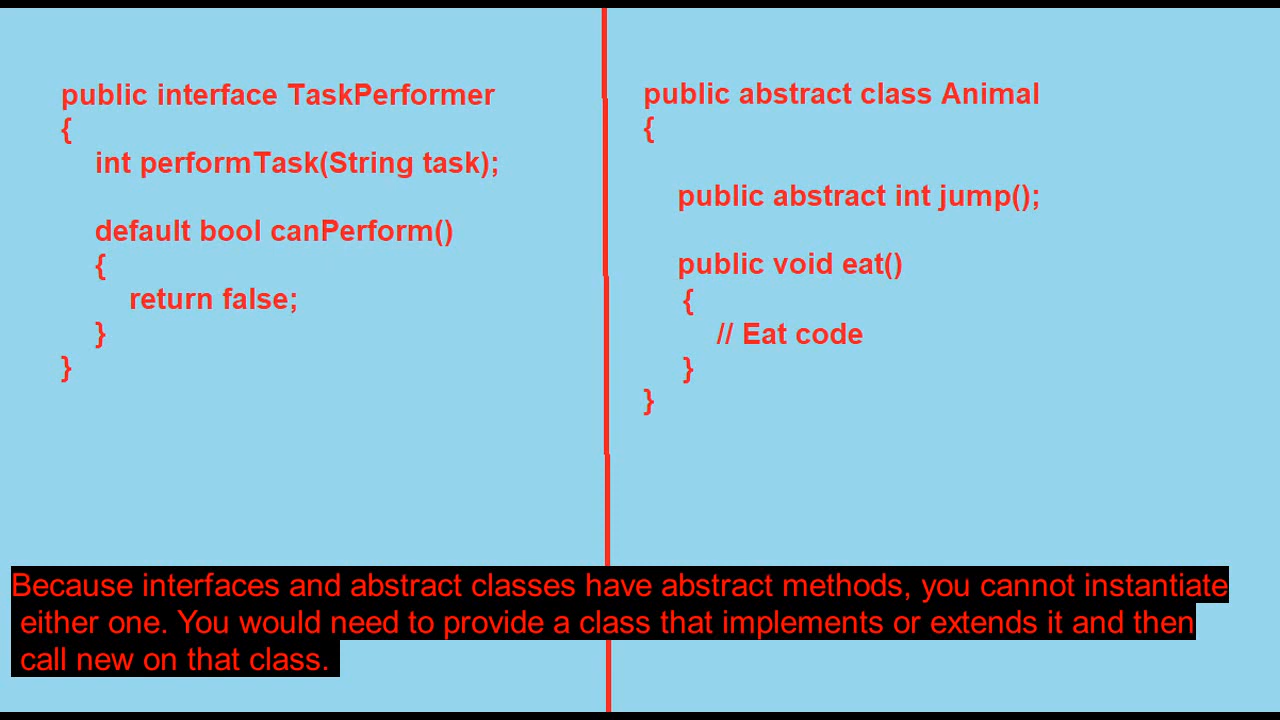 public interface TaskPerformer
{
int performTask(String task);
default bool canPerform()
{
return false;
}
}
public abstract class Animal
{
public abstract int jump();
public void eat()
{
// Eat code
}
}
Because interfaces and abstract classes have abstract methods, you cannot instantiate
either one. You would need to provide a class that implements or extends it and then
call new on that class.